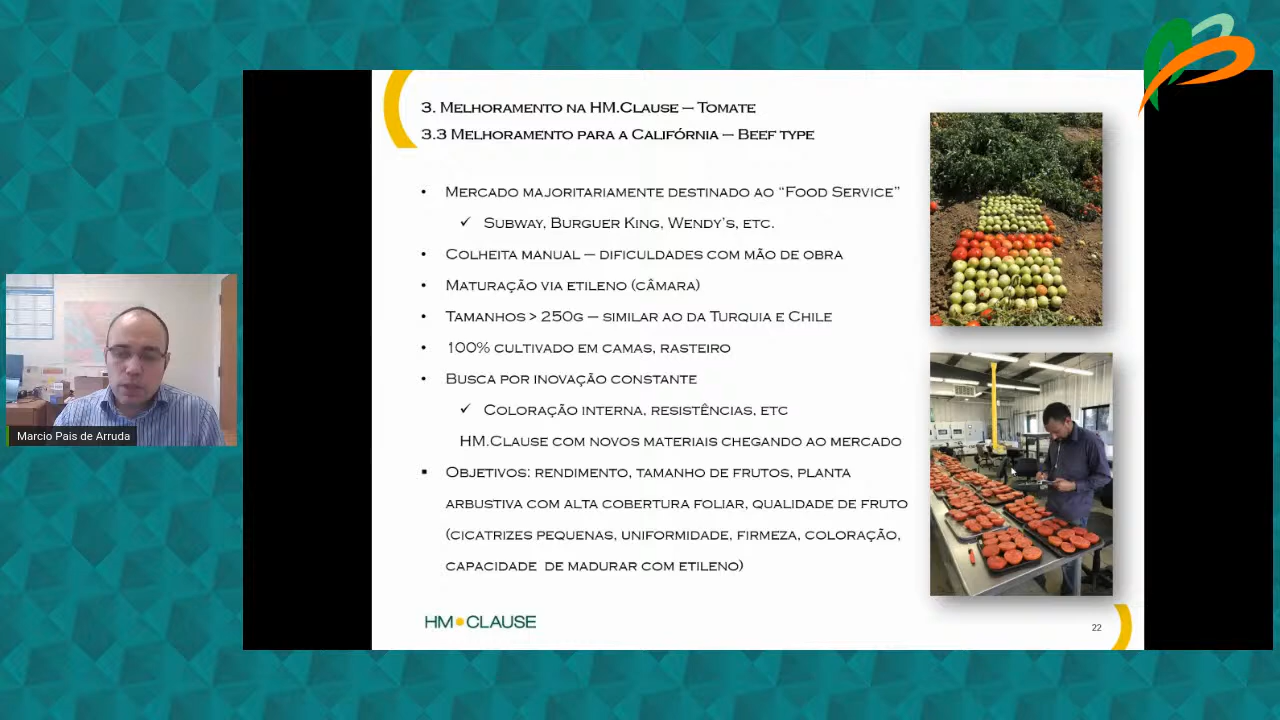 3. Melhoramento na HM.Clause – Tomate
3.3 Melhoramento para a Califórnia – Beef type
• Mercado majoritariamente destinado ao “Food Service”
✓ Subway, Burguer King, Wendy’s, etc.
• Colheita manual – dificuldades com mão de obra
• Maturação via etileno (câmara)
• Tamanhos > 250g – similar ao da Turquia e Chile
• 100% cultivado em camas, rasteiro
• Busca por inovação constante
✓ Coloração interna, resistências, etc
HM.Clause com novos materiais chegando ao mercado
▪ Objetivos: rendimento, tamanho de frutos, planta
arbustiva com alta cobertura foliar, qualidade de fruto
(cicatrizes pequenas, uniformidade, firmeza, coloração,
capacidade de madurar com etileno)
Marcio Pais de Arruda
HM•CLAUSE
22